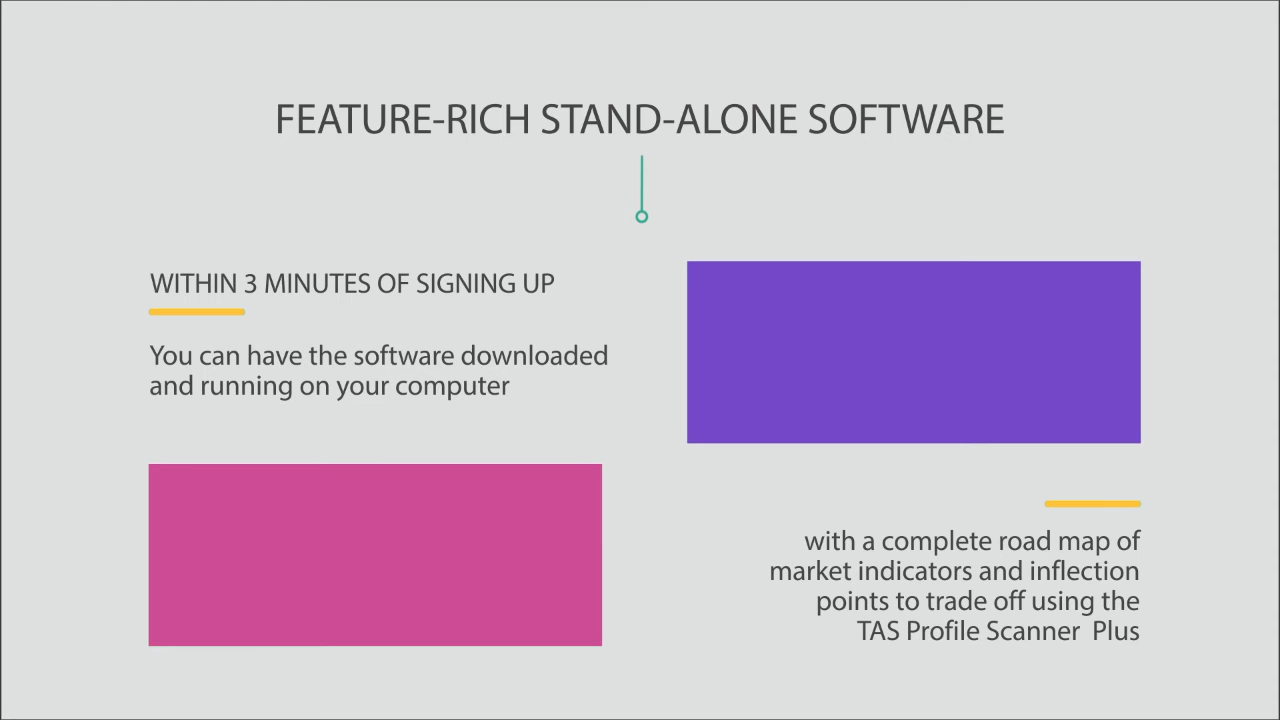 FEATURE-RICH STAND-ALONE SOFTWARE
WITHIN 3 MINUTES OF SIGNING UP
You can have the software downloaded
and running on your computer
with a complete road map of
market indicators and inflection
points to trade off using the
TAS Profile Scanner  Plus